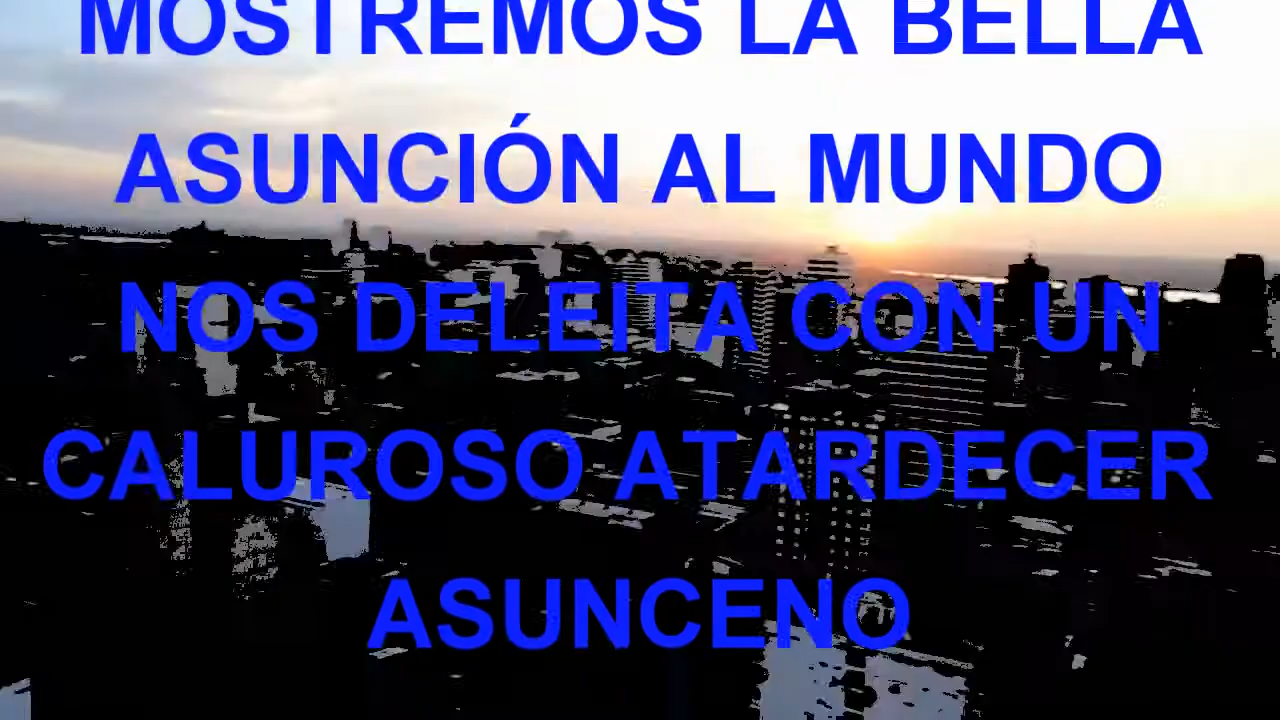 MOSTREMOS LA BELLA
ASUNCIÓN AL MUNDO
NOS DELEITA CON UN
CALUROSO ATARDECER
ASUNCENO